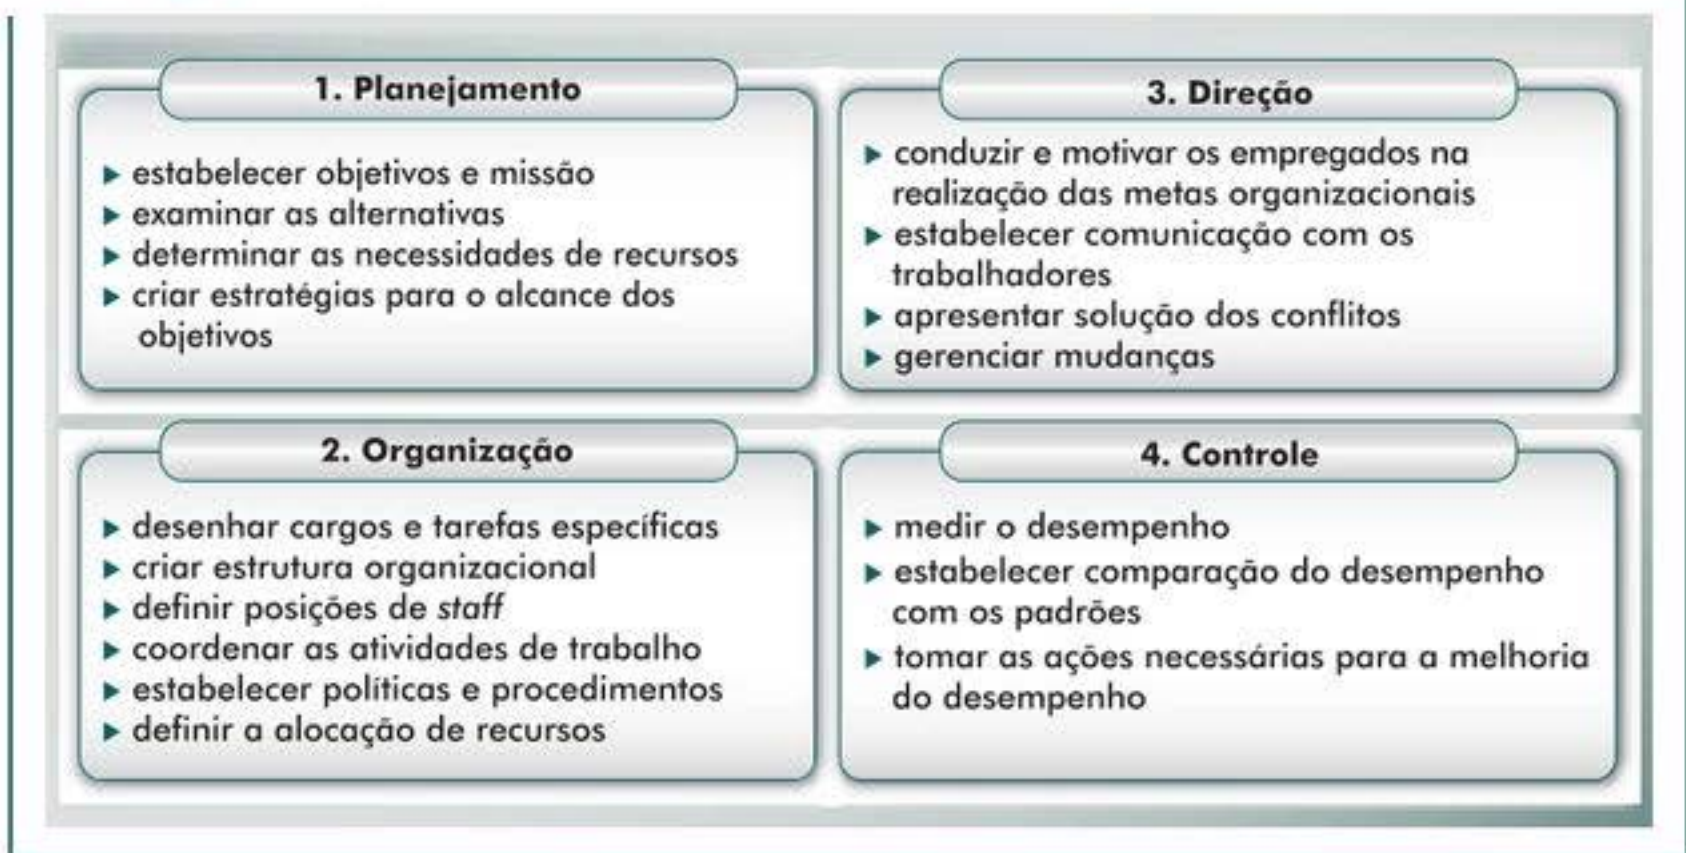 1. Planejamento
▶ estabelecer objetivos e missão
▶ examinar as alternativas
▶ determinar as necessidades de recursos
▶ criar estratégias para o alcance dos
objetivos
2. Organização
▶ desenhar cargos e tarefas específicas
▶ criar estrutura organizacional
▶ definir posições de staff
▶ coordenar as atividades de trabalho
▶ estabelecer políticas e procedimentos
▶ definir a alocação de recursos
3. Direção
▶ conduzir e motivar os empregados na
realização das metas organizacionais
▶ estabelecer comunicação com os
trabalhadores
▶ apresentar solução dos conflitos
▶ gerenciar mudanças
4. Controle
▶ medir o desempenho
▶ estabelecer comparação do desempenho
com os padrões
▶ tomar as ações necessárias para a melhoria
do desempenho